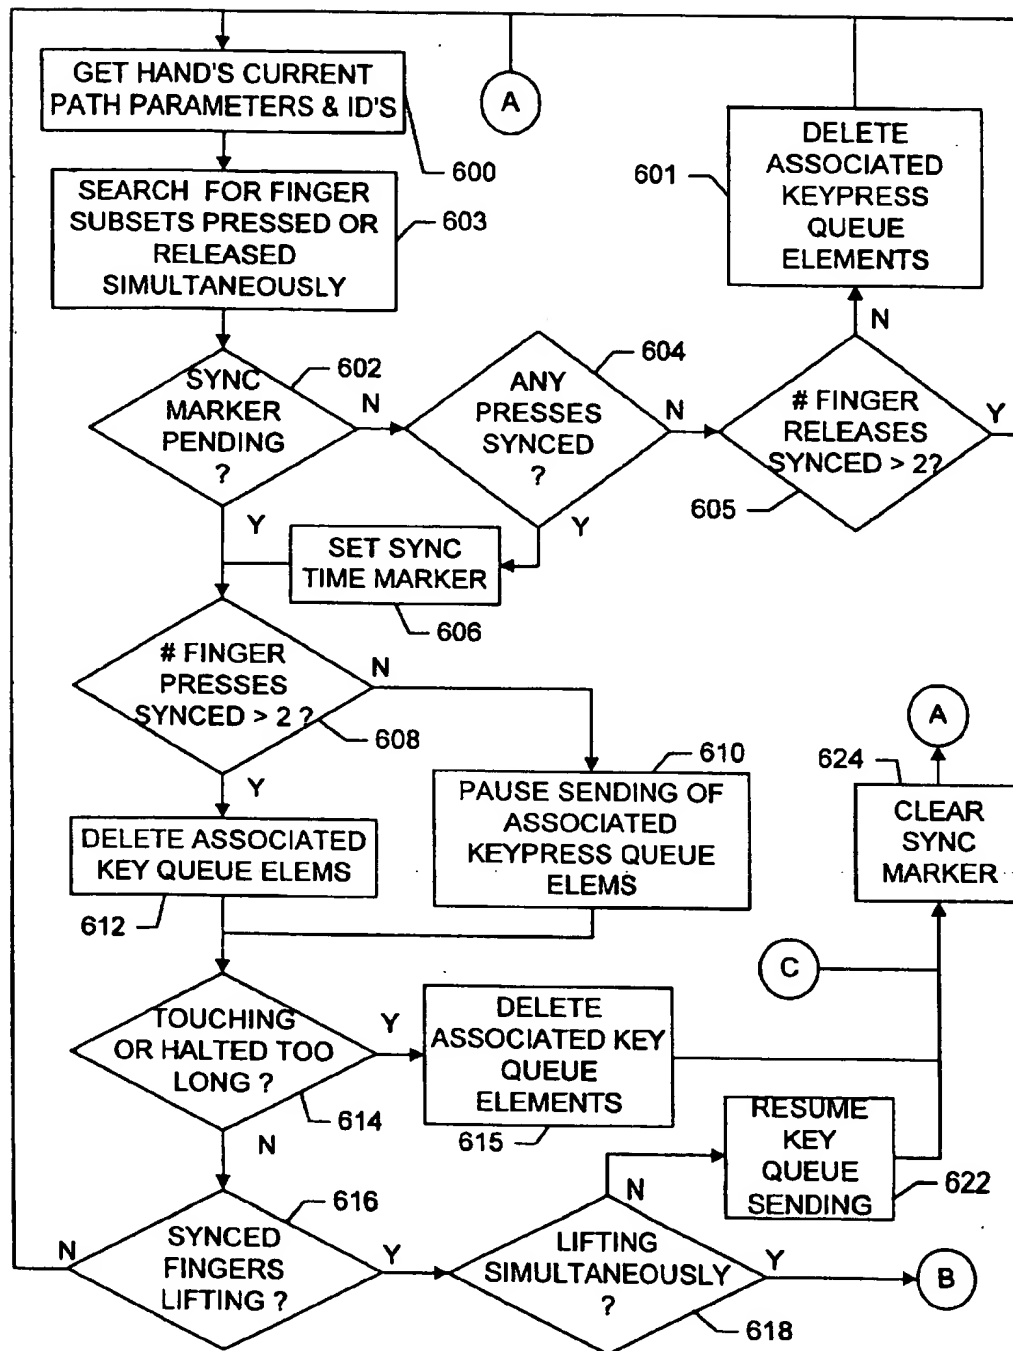 GET HAND'S CURRENT
PATH PARAMETERS & ID'S
600
A
DELETE
ASSOCIATED
KEYPRESS
QUEUE
ELEMENTS
601
SEARCH FOR FINGER
SUBSETS PRESSED OR
RELEASED
SIMULTANEOUSLY
603
N
SYNC
MARKER
PENDING
?
602
N
Y
ANY
PRESSES
SYNCED
?
604
N
Y
# FINGER
RELEASES
SYNCED > 2?
605
Y
SET SYNC
TIME MARKER
606
# FINGER
PRESSES
SYNCED > 2 ?
608
N
Y
A
610
PAUSE SENDING OF
ASSOCIATED
KEYPRESS QUEUE
ELEMS
624
CLEAR
SYNC
MARKER
DELETE ASSOCIATED
KEY QUEUE ELEMS
612
C
TOUCHING
OR HALTED TOO
LONG ?
614
Y
N
DELETE
ASSOCIATED KEY
QUEUE
ELEMENTS
615
RESUME
KEY
QUEUE
SENDING
622
616
N
SYNCED
FINGERS
LIFTING ?
Y
N
LIFTING
SIMULTANEOUSLY
?
618
Y
B